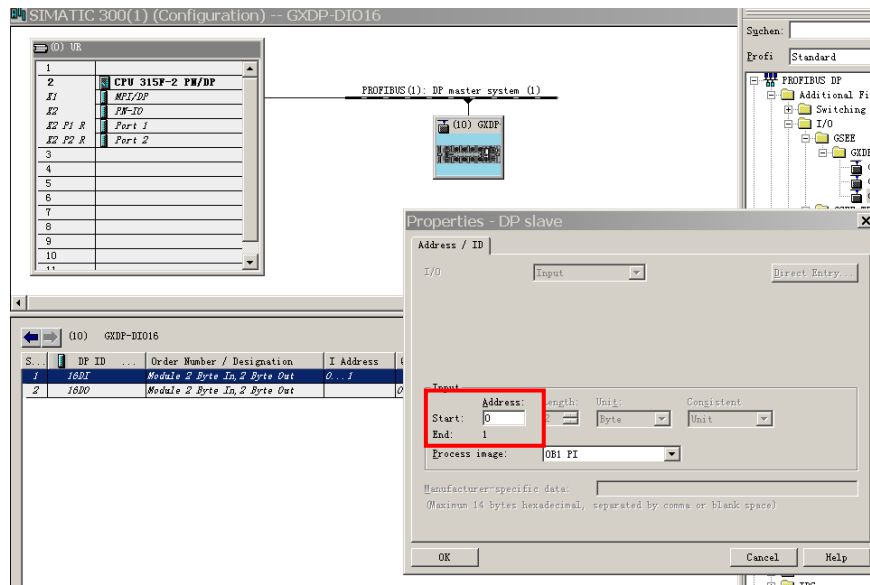 SIMATIC 300(1) (Configuration) -- GXDP-DIO16
(0) UR
1
2 CPU 315F-2 PN/DP
X1 MPI/DP
X2 PN-IO
X2 P1 R Port 1
X2 P2 R Port 2
3
4
5
6
7
8
9
10
11
PROFIBUS(1): DP master system (1)
(10) GXDP-
Suchen:
Profi Standard
PROFIBUS DP
Additional Fi
Switching
I/O
GSEE
GXDP
(10) GXDP-DIO16
S... DP ID ... Order Number / Designation I Address
1 16DI Module 2 Byte In,2 Byte Out 0...1
2 16DO Module 2 Byte In,2 Byte Out 0
Properties - DP slave
Address / ID
I/O Input Direct Entry...
Input
Address: Length: Unit: Consistent
Start: 0 2 Byte Unit
End: 1
Process image: OB1 PI
Manufacturer-specific data:
(Maximum 14 bytes hexadecimal, separated by comma or blank space)
OK Cancel Help